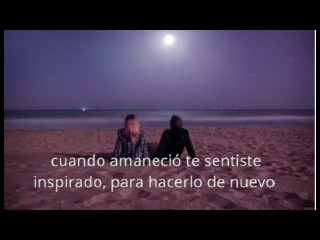 cuando amaneció te sentiste
inspirado, para hacerlo de nuevo